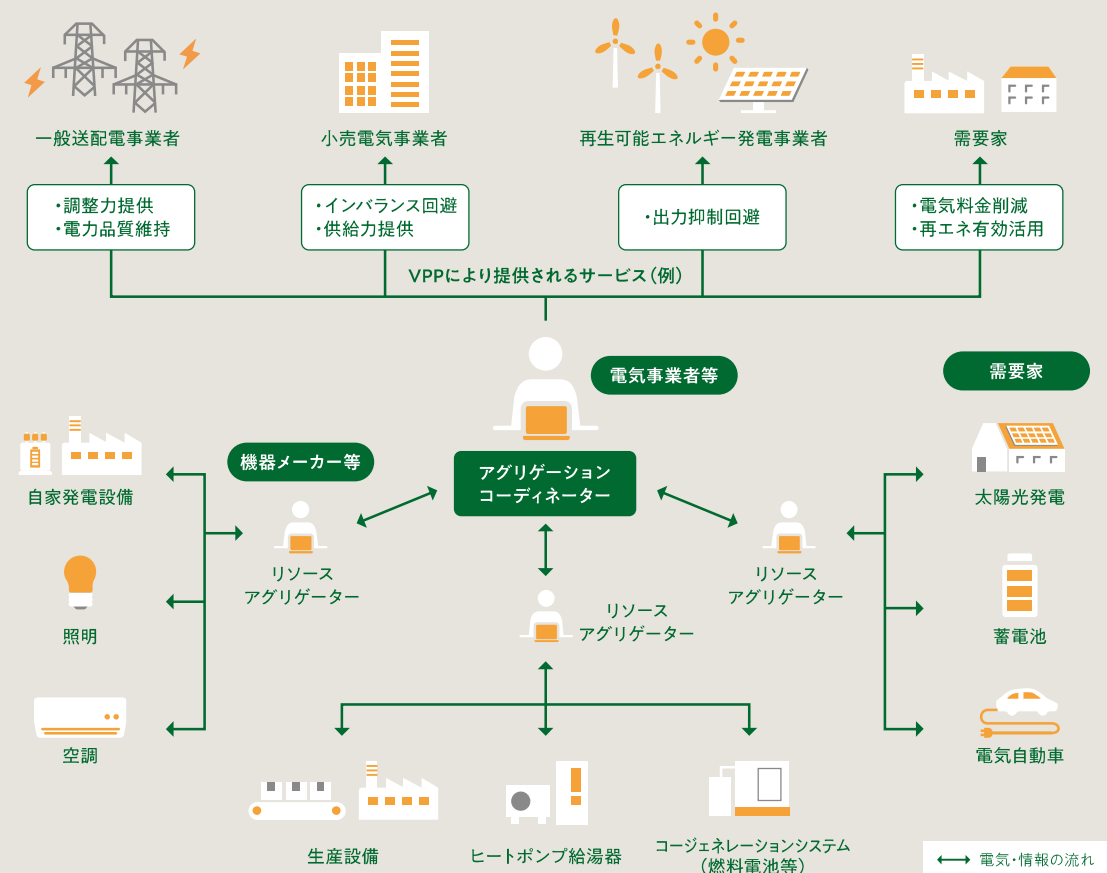 一般送配電事業者
小売電気事業者
再生可能エネルギー発電事業者
需要家
・調整力提供
・電力品質維持
・インバランス回避
・供給力提供
・出力抑制回避
・電気料金削減
・再エネ有効活用
VPPにより提供されるサービス(例)
電気事業者等
需要家
機器メーカー等
アグリゲーション
コーディネーター
自家発電設備
太陽光発電
リソース
アグリゲーター
リソース
アグリゲーター
リソース
アグリゲーター
照明
蓄電池
空調
電気自動車
生産設備
ヒートポンプ給湯器
コージェネレーションシステム
(燃料電池等)
電気・情報の流れ